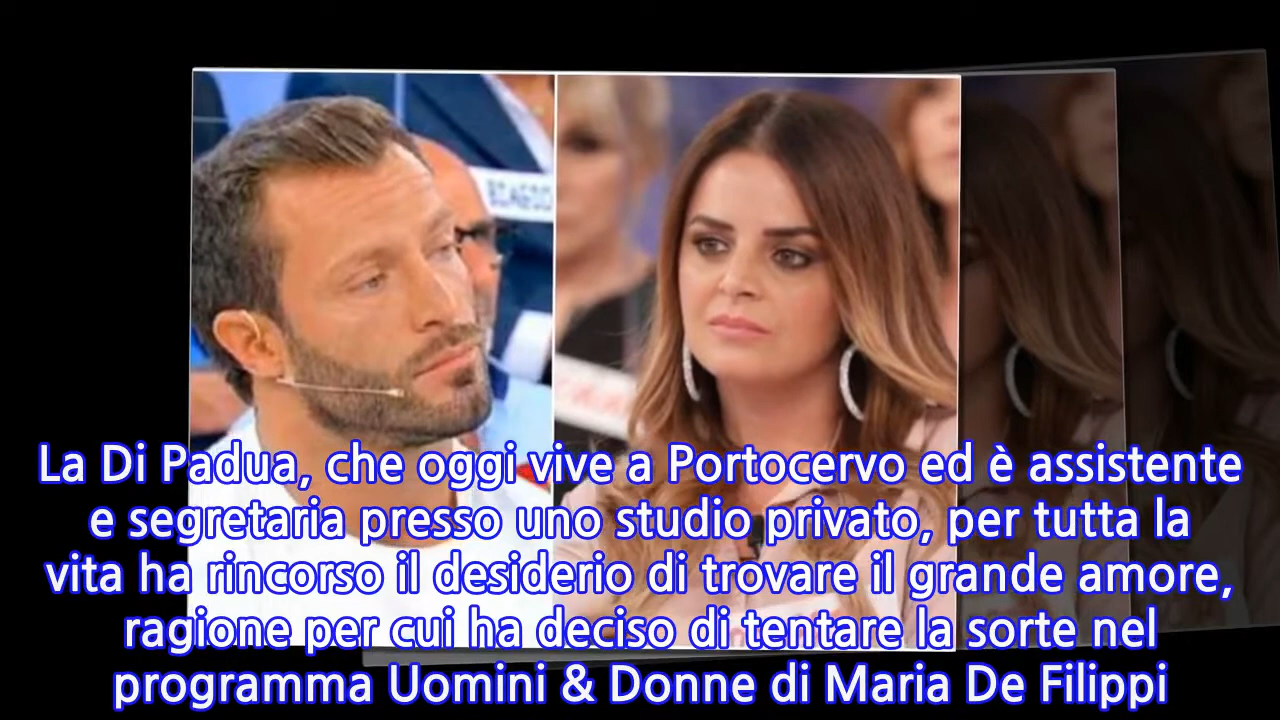 La Di Padua, che oggi vive a Portocervo ed è assistente
e segretaria presso uno studio privato, per tutta la
vita ha rincorso il desiderio di trovare il grande amore,
ragione per cui ha deciso di tentare la sorte nel
programma Uomini & Donne di Maria De Filippi